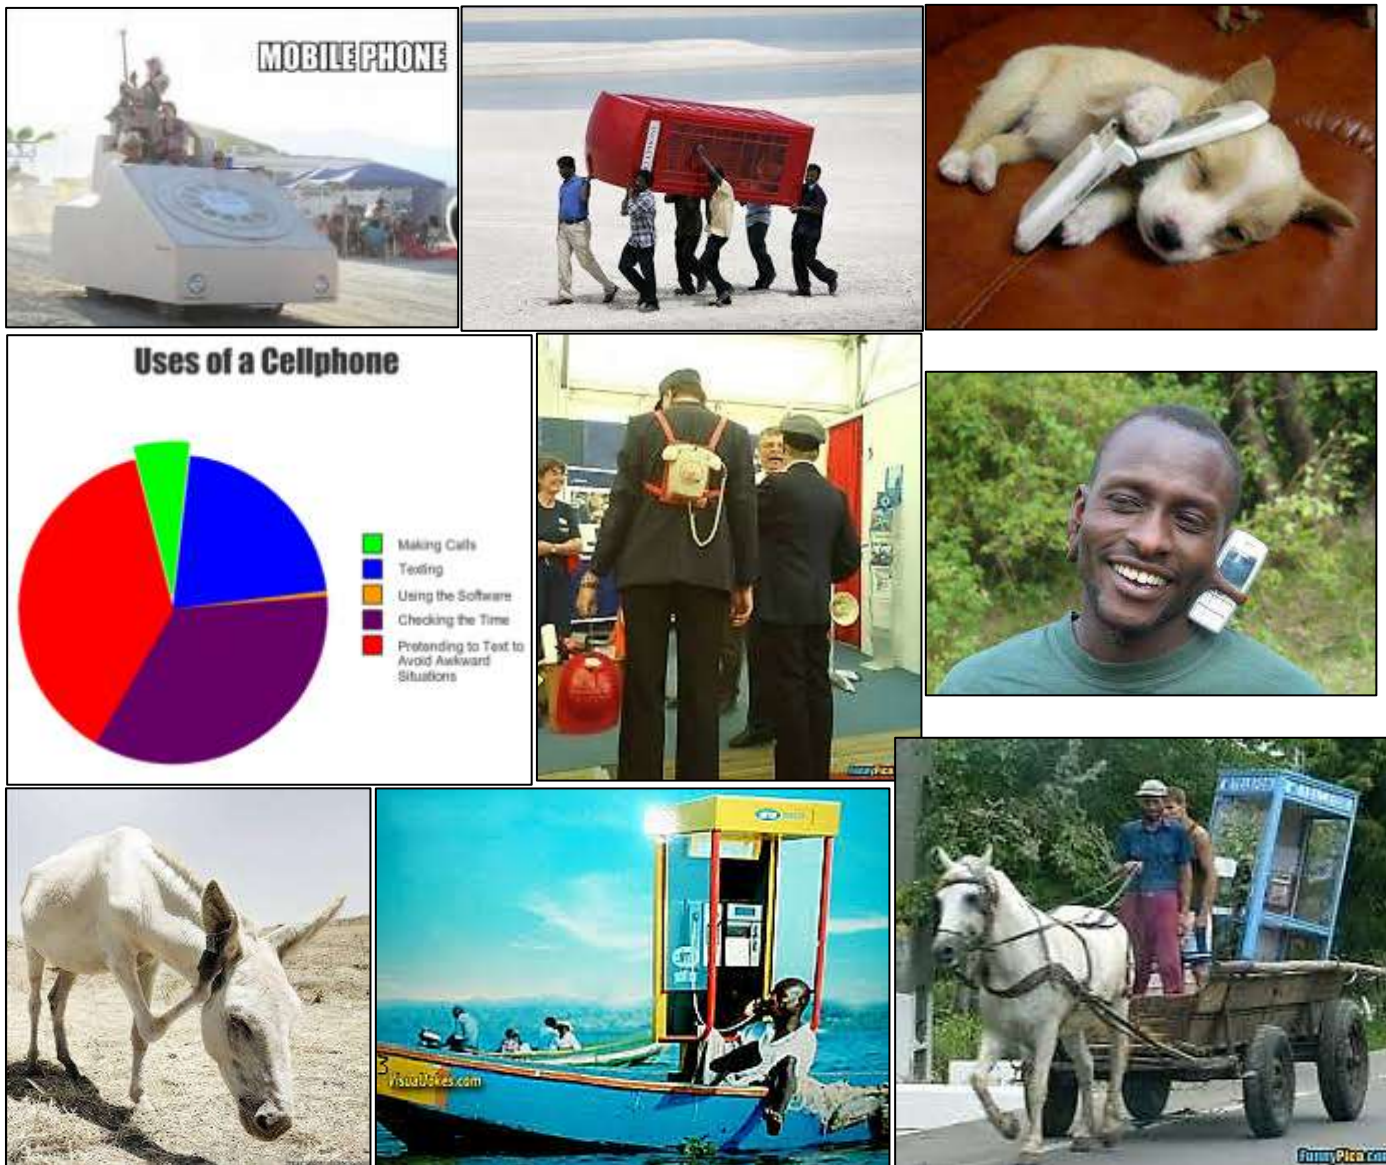 MOBILE PHONE
Uses of a Cellphone
Making Calls
Texting
Using the Software
Checking the Time
Pretending to Text to
Avoid Awkward
Situations
3
VisualJokes.com
FunnyPica.com